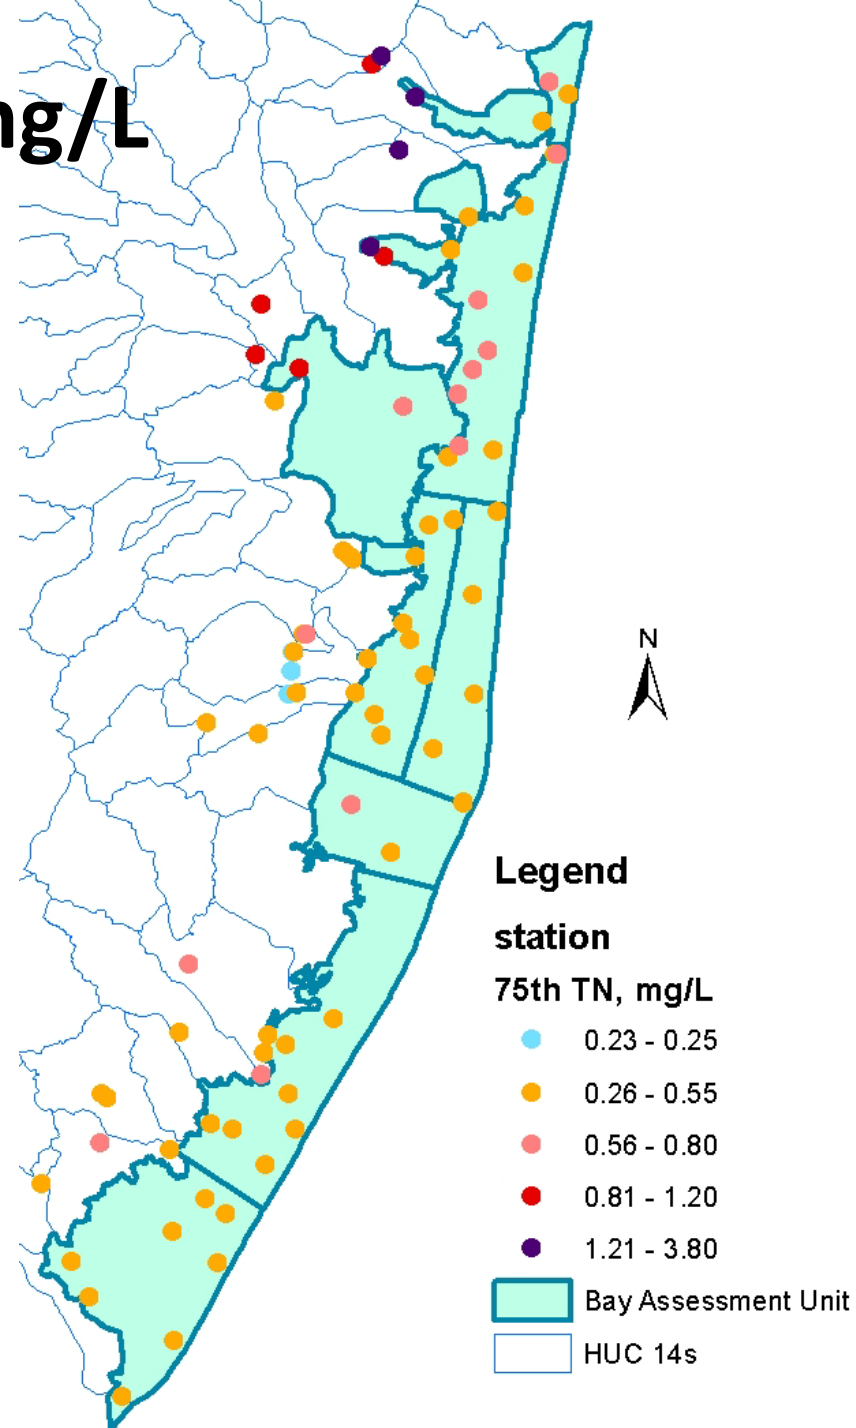 ng/L
N
Legend
station
75th TN, mg/L
0.23 - 0.25
0.26 - 0.55
0.56 - 0.80
0.81 - 1.20
1.21 - 3.80
Bay Assessment Unit
HUC 14s